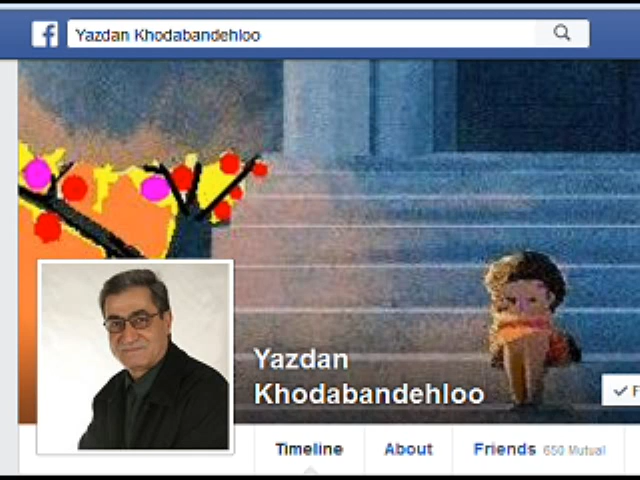 f Yazdan Khodabandehloo
Yazdan
Khodabandehloo
✓ F
Timeline About Friends 650 Mutual